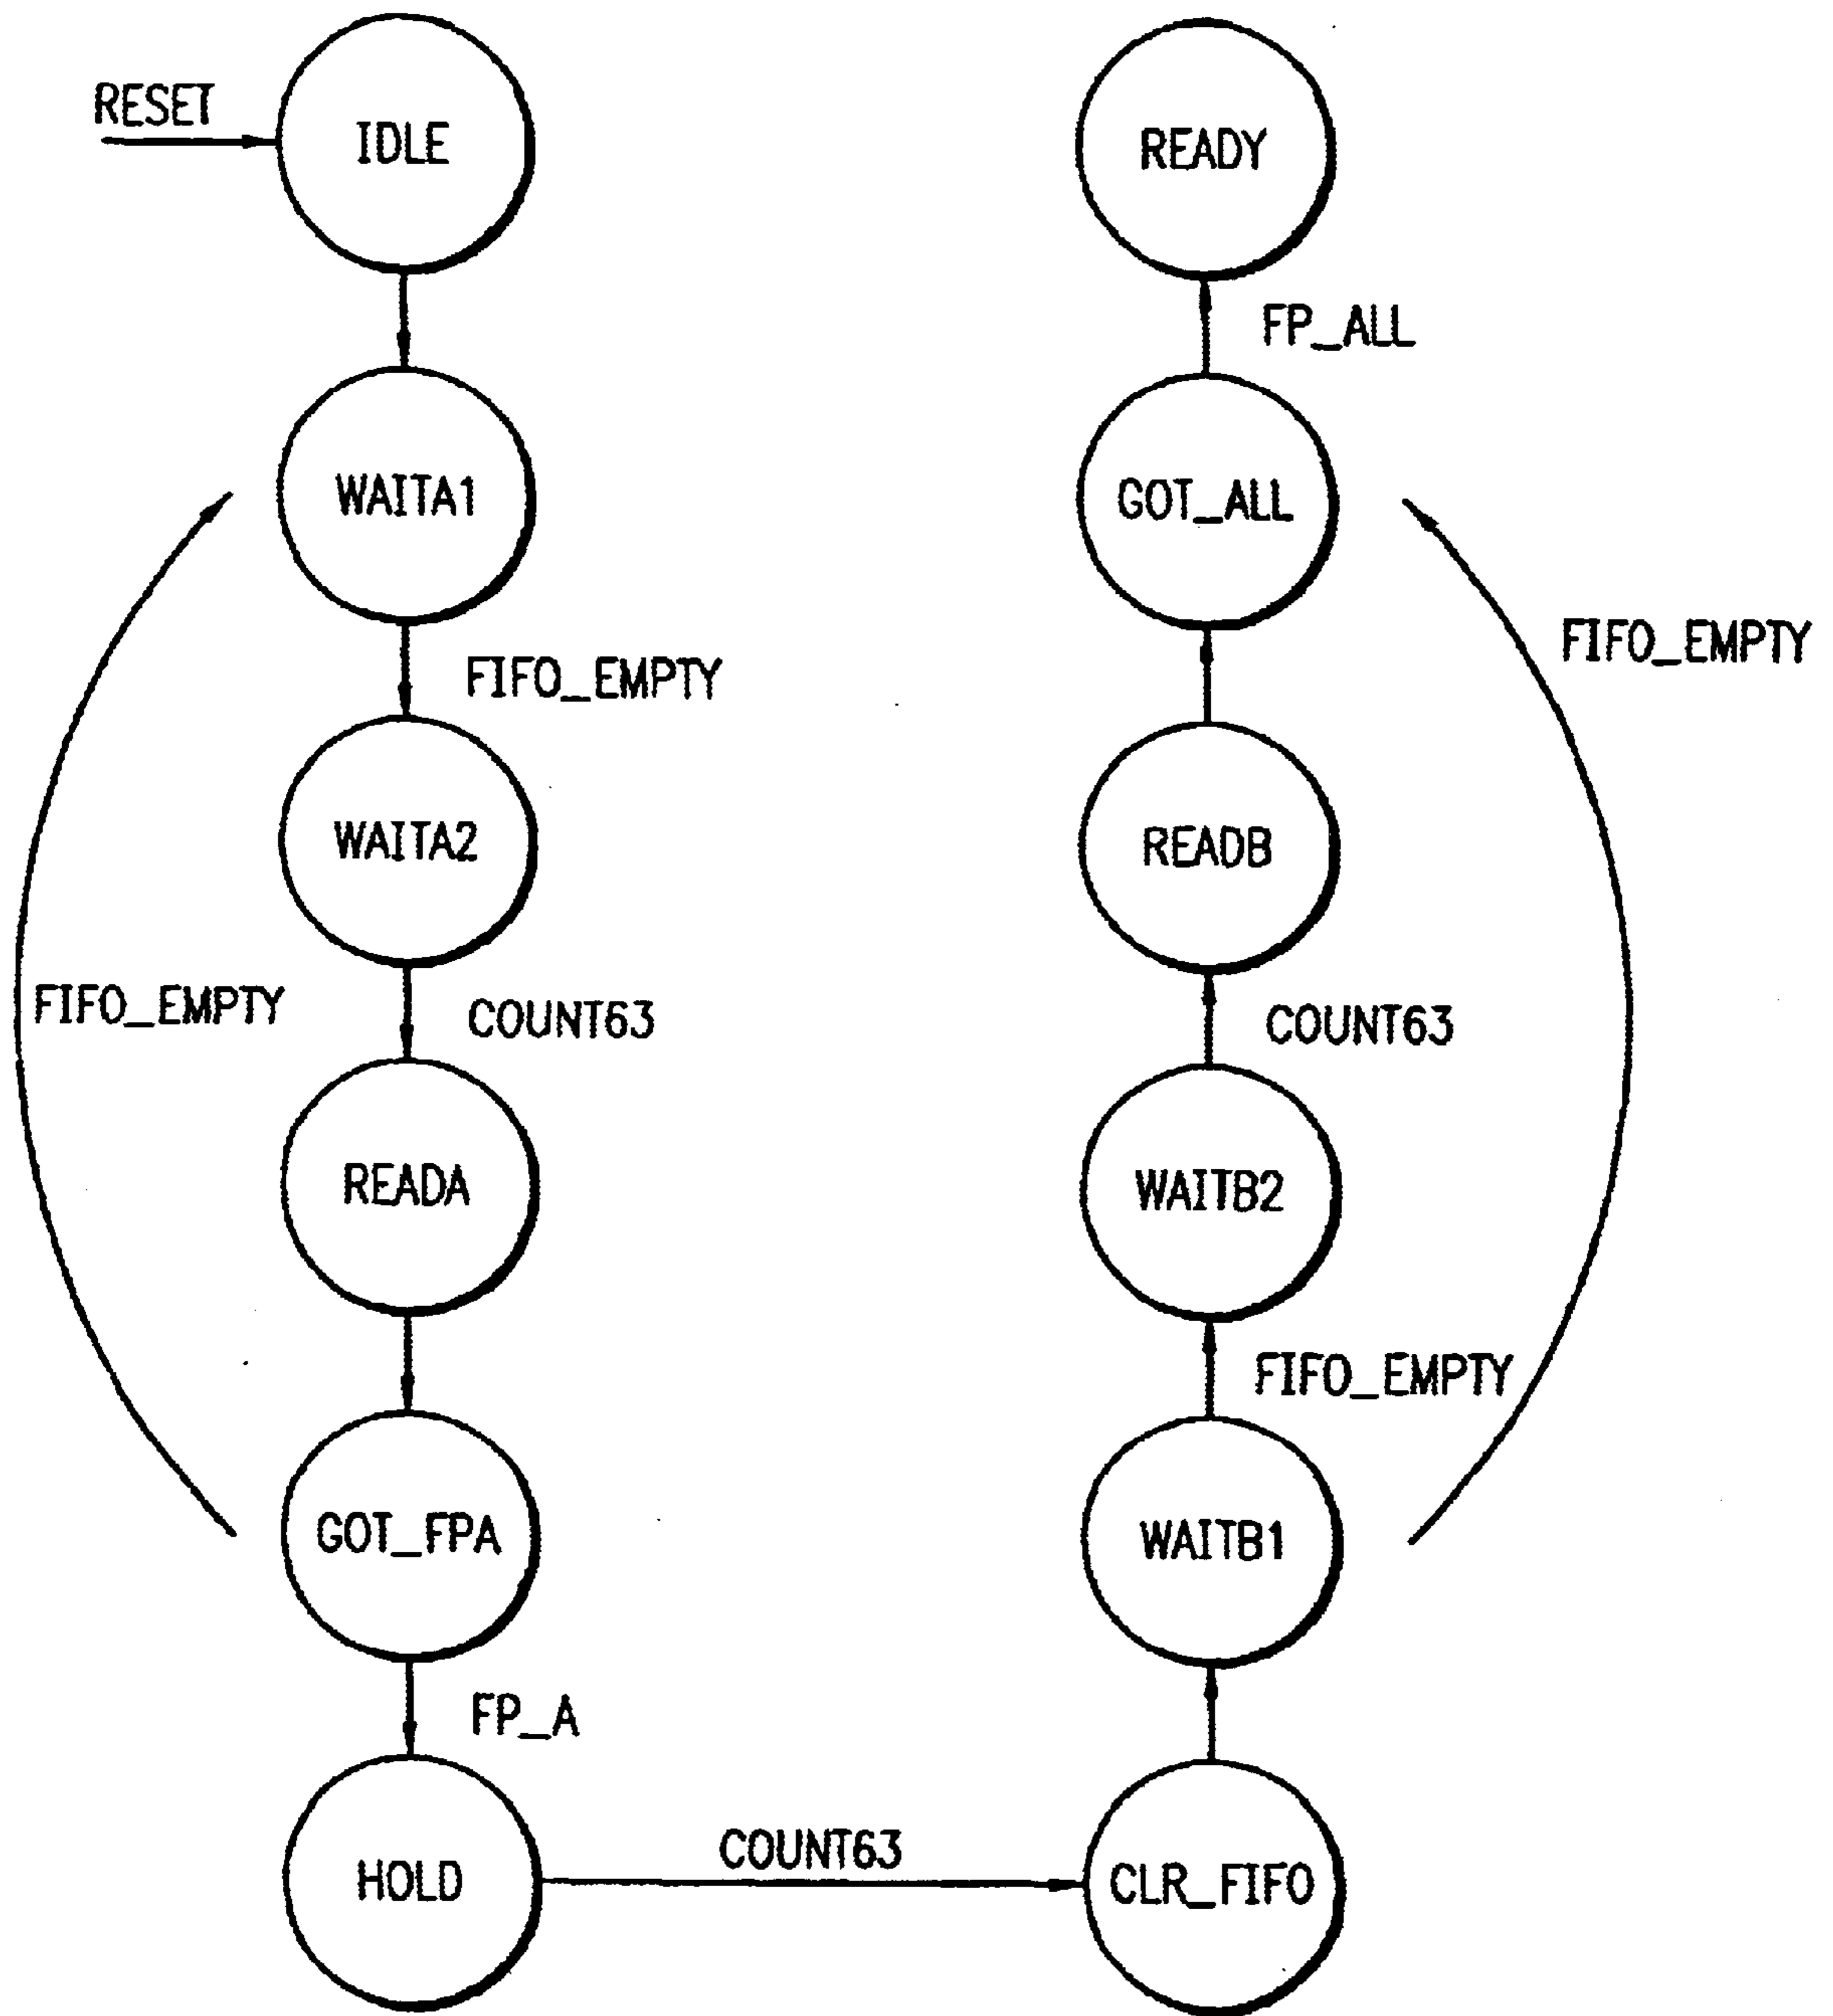 RESET
IDLE
READY
FP_ALL
WAITA1
GOT_ALL
FIFO_EMPTY
FIFO_EMPTY
WAITA2
READB
FIFO_EMPTY
COUNT63
COUNT63
READA
WAITB2
FIFO_EMPTY
GOT_FPA
WAITB1
FP_A
COUNT63
HOLD
CLR_FIFO